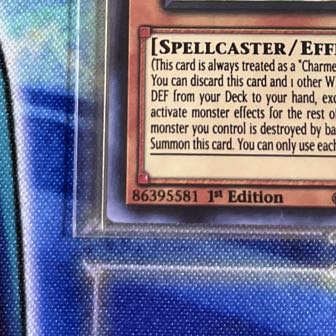 [SPELLCASTER/EFF
(This card is always treated as a "Charme
You can discard this card and 1 other W
DEF from your Deck to your hand, exc
activate monster effects for the rest of
monster you control is destroyed by ba
Summon this card. You can only use eac
86395581 1st Edition